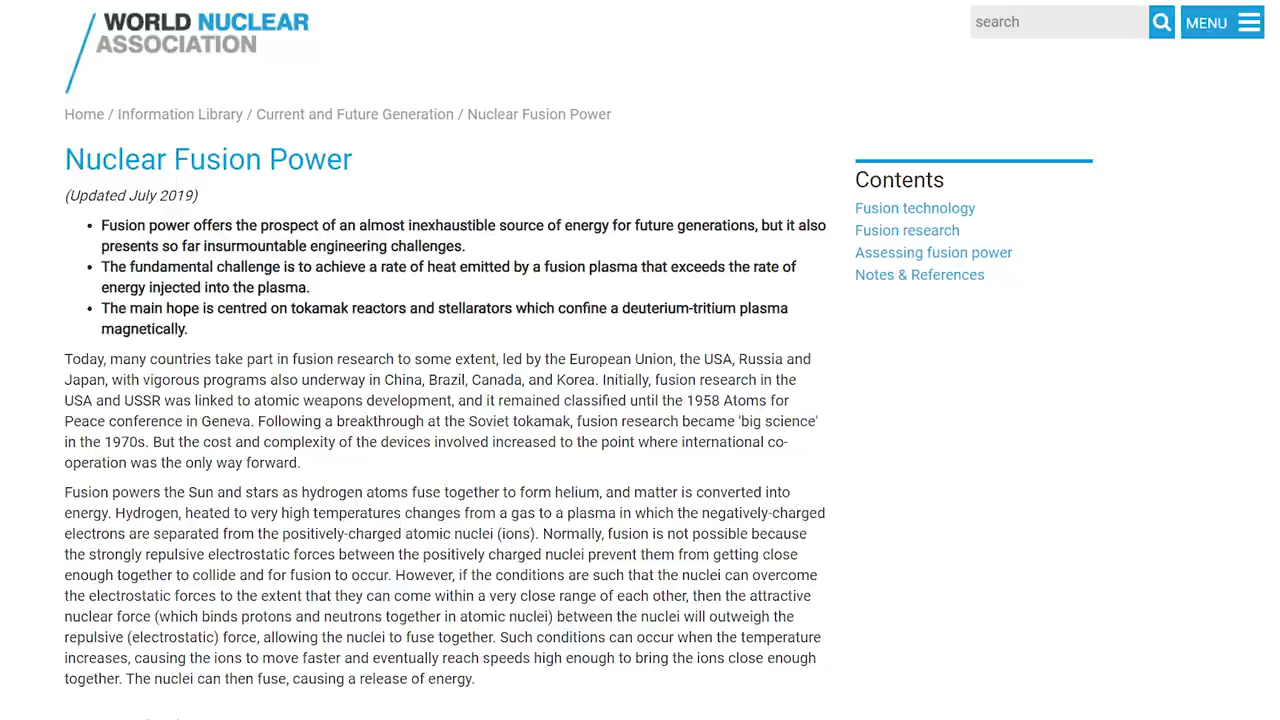 WORLD NUCLEAR
ASSOCIATION
search
MENU
Home / Information Library / Current and Future Generation / Nuclear Fusion Power
Nuclear Fusion Power
(Updated July 2019)
• Fusion power offers the prospect of an almost inexhaustible source of energy for future generations, but it also
presents so far insurmountable engineering challenges.
• The fundamental challenge is to achieve a rate of heat emitted by a fusion plasma that exceeds the rate of
energy injected into the plasma.
• The main hope is centred on tokamak reactors and stellarators which confine a deuterium-tritium plasma
magnetically.
Today, many countries take part in fusion research to some extent, led by the European Union, the USA, Russia and
Japan, with vigorous programs also underway in China, Brazil, Canada, and Korea. Initially, fusion research in the
USA and USSR was linked to atomic weapons development, and it remained classified until the 1958 Atoms for
Peace conference in Geneva. Following a breakthrough at the Soviet tokamak, fusion research became 'big science'
in the 1970s. But the cost and complexity of the devices involved increased to the point where international co-
operation was the only way forward.
Fusion powers the Sun and stars as hydrogen atoms fuse together to form helium, and matter is converted into
energy. Hydrogen, heated to very high temperatures changes from a gas to a plasma in which the negatively-charged
electrons are separated from the positively-charged atomic nuclei (ions). Normally, fusion is not possible because
the strongly repulsive electrostatic forces between the positively charged nuclei prevent them from getting close
enough together to collide and for fusion to occur. However, if the conditions are such that the nuclei can overcome
the electrostatic forces to the extent that they can come within a very close range of each other, then the attractive
nuclear force (which binds protons and neutrons together in atomic nuclei) between the nuclei will outweigh the
repulsive (electrostatic) force, allowing the nuclei to fuse together. Such conditions can occur when the temperature
increases, causing the ions to move faster and eventually reach speeds high enough to bring the ions close enough
together. The nuclei can then fuse, causing a release of energy.
Contents
Fusion technology
Fusion research
Assessing fusion power
Notes & References